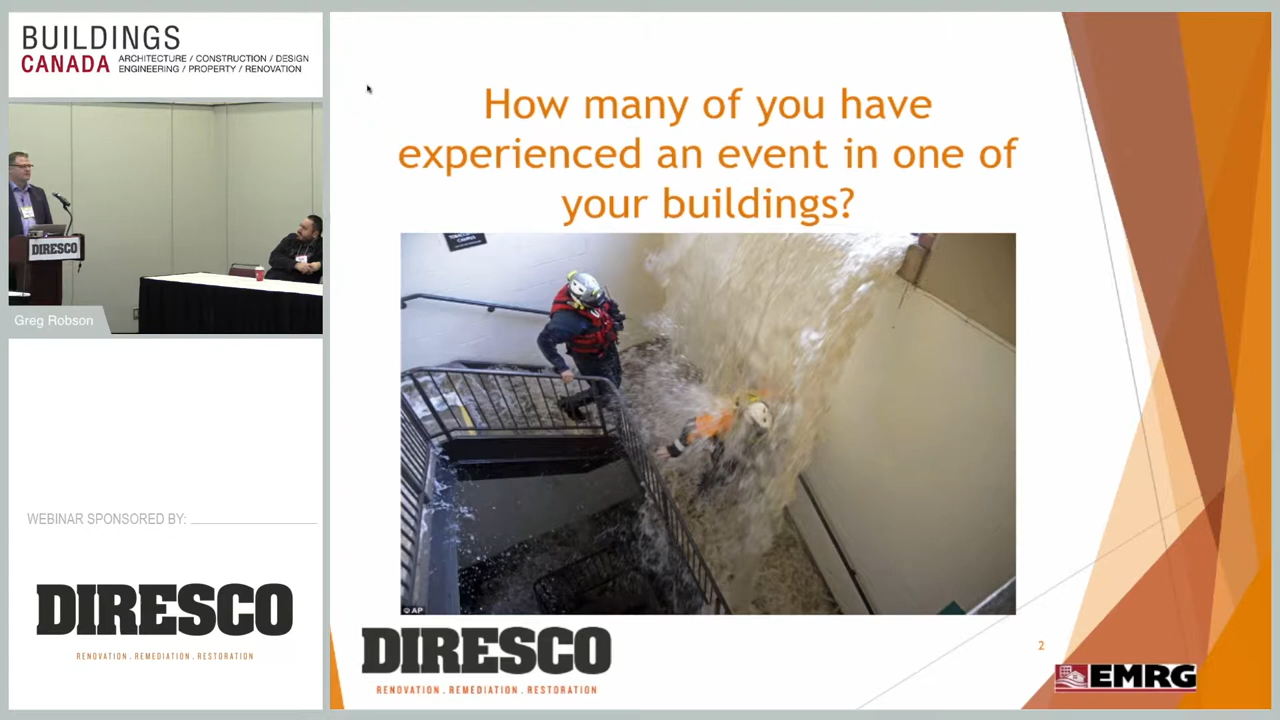 BUILDINGS
CANADA
ARCHITECTURE / CONSTRUCTION / DESIGN
ENGINEERING / PROPERTY / RENOVATION
DIRESCO
Greg Robson
WEBINAR SPONSORED BY:
DIRESCO
RENOVATION . REMEDIATION . RESTORATION
How many of you have
experienced an event in one of
your buildings?
© AP
DIRESCO
RENOVATION . REMEDIATION . RESTORATION
2
EMRG